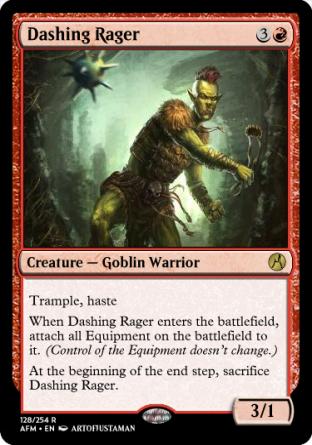 Dashing Rager 3
Creature — Goblin Warrior
Trample, haste
When Dashing Rager enters the battlefield,
attach all Equipment on the battlefield to
it. (Control of the Equipment doesn't change.)
At the beginning of the end step, sacrifice
Dashing Rager.
3/1
128/254 R
AFM • EN ARTOFJUSTAMAN